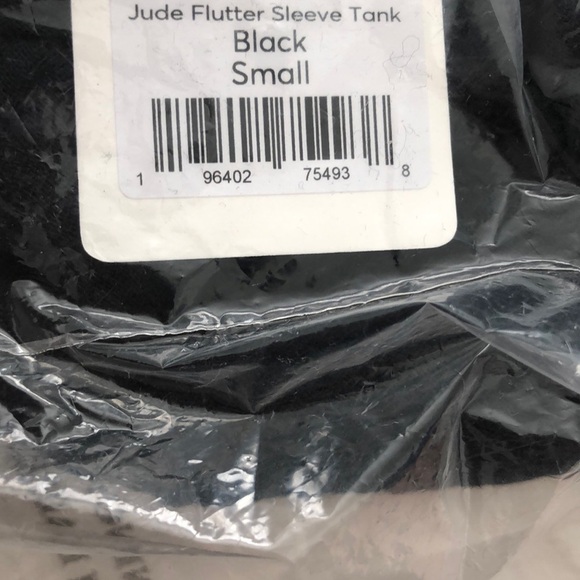 Jude Flutter Sleeve Tank
Black
Small
1 96402 75493 8